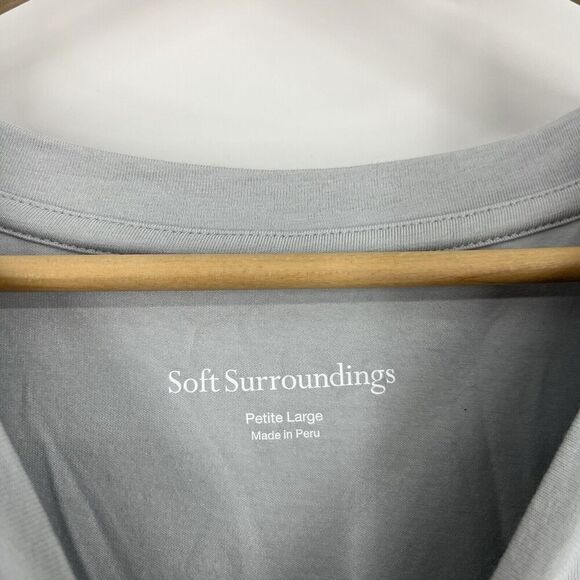 Soft Surroundings
Petite Large
Made in Peru